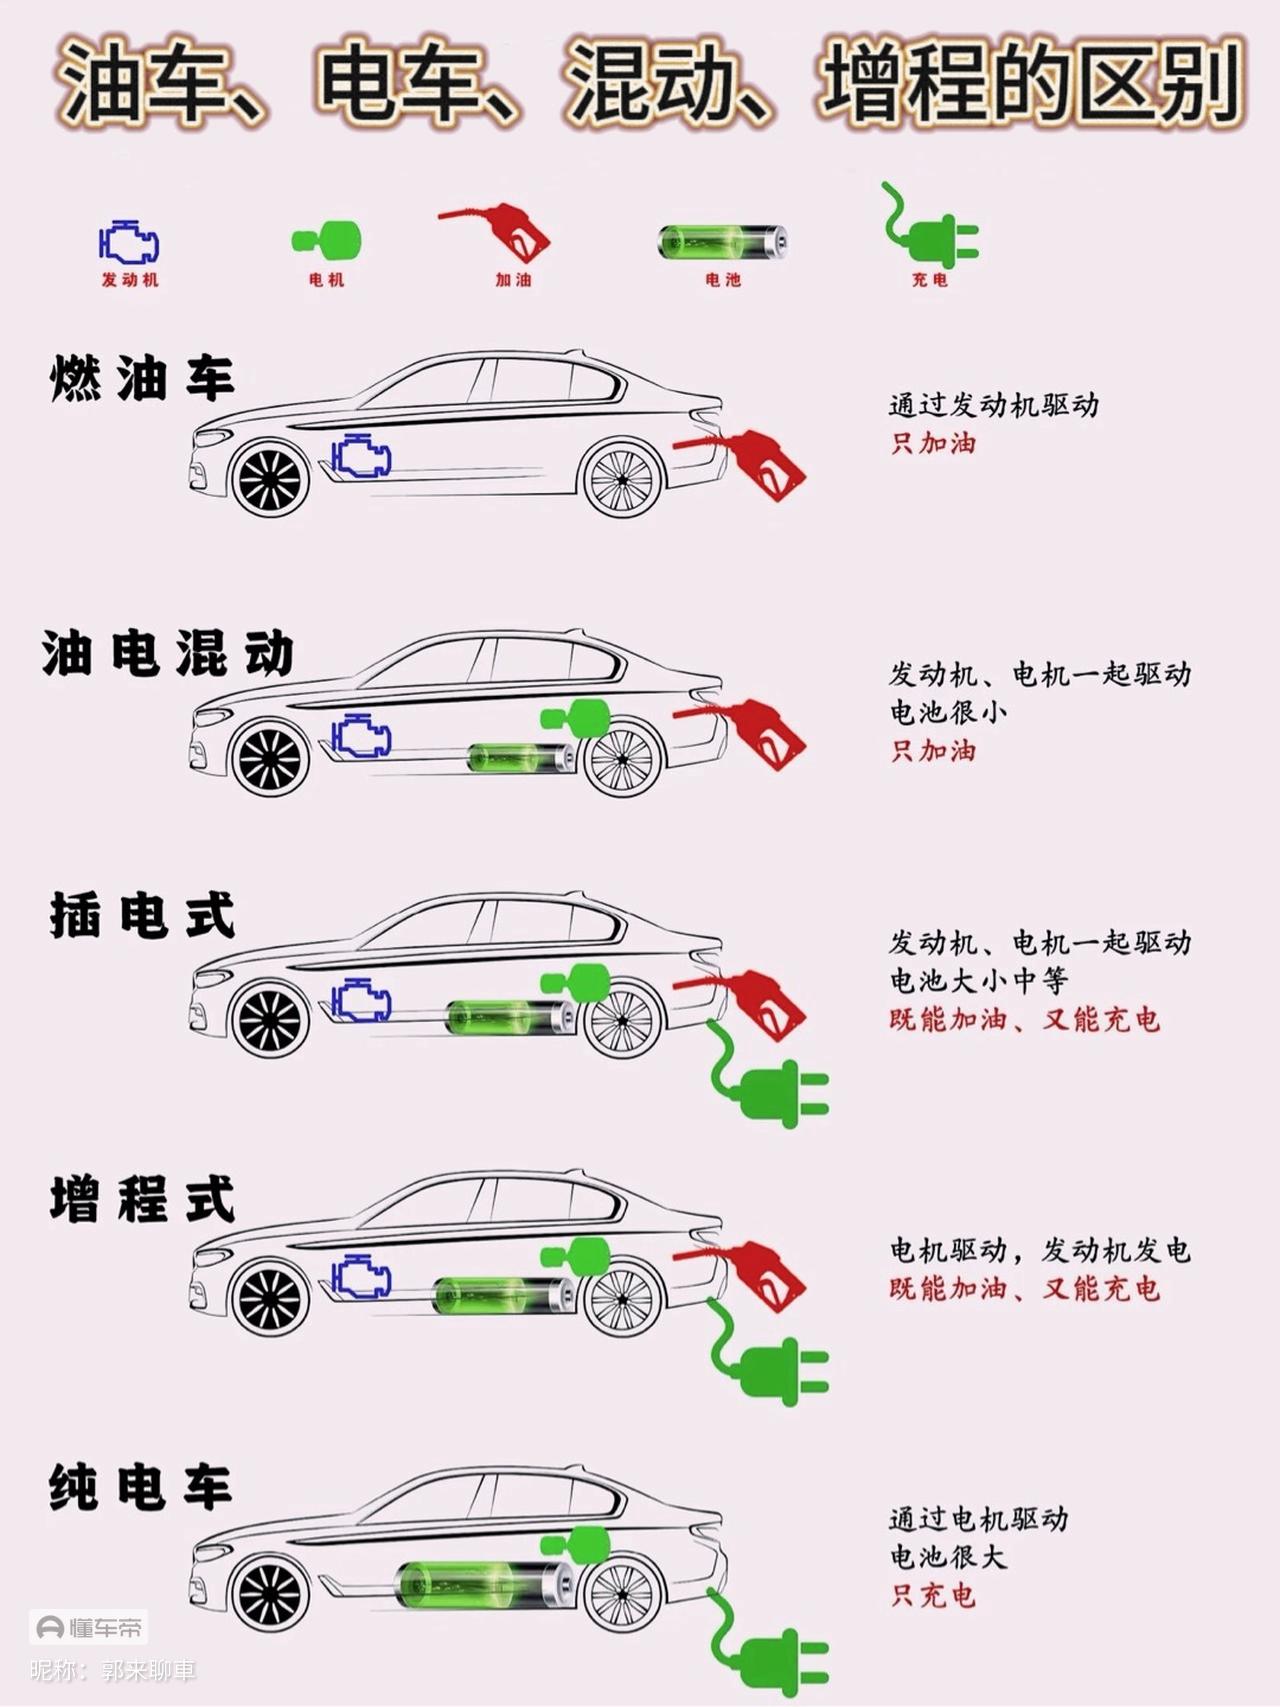 油车、电车、混动、增程的区别
发动机
电机
加油
电池
充电
燃油车
通过发动机驱动
只加油
油电混动
发动机、电机一起驱动
电池很小
只加油
插电式
发动机、电机一起驱动
电池大小中等
既能加油、又能充电
增程式
电机驱动，发动机发电
既能加油、又能充电
纯电车
通过电机驱动
电池很大
只充电
懂车帝
昵称：郭来聊車